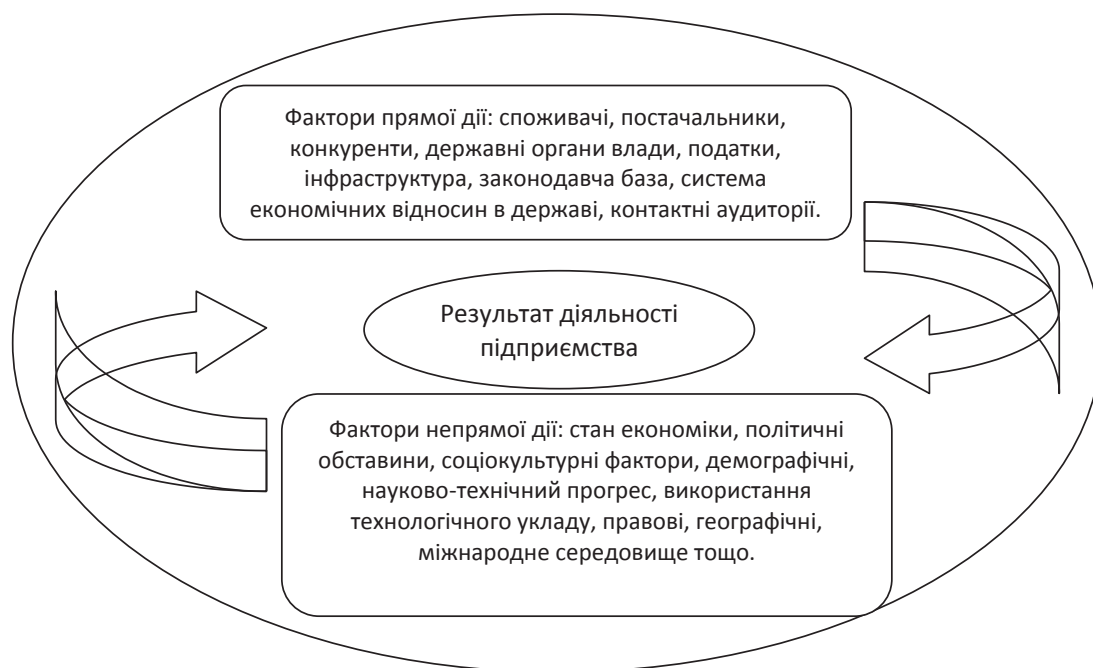 Фактори прямої дії: споживачі, постачальники,
конкуренти, державні органи влади, податки,
інфраструктура, законодавча база, система
економічних відносин в державі, контактні аудиторії.
Результат діяльності
підприємства
Фактори непрямої дії: стан економіки, політичні
обставини, соціокультурні фактори, демографічні,
науково-технічний прогрес, використання
технологічного укладу, правові, географічні,
міжнародне середовище тощо.